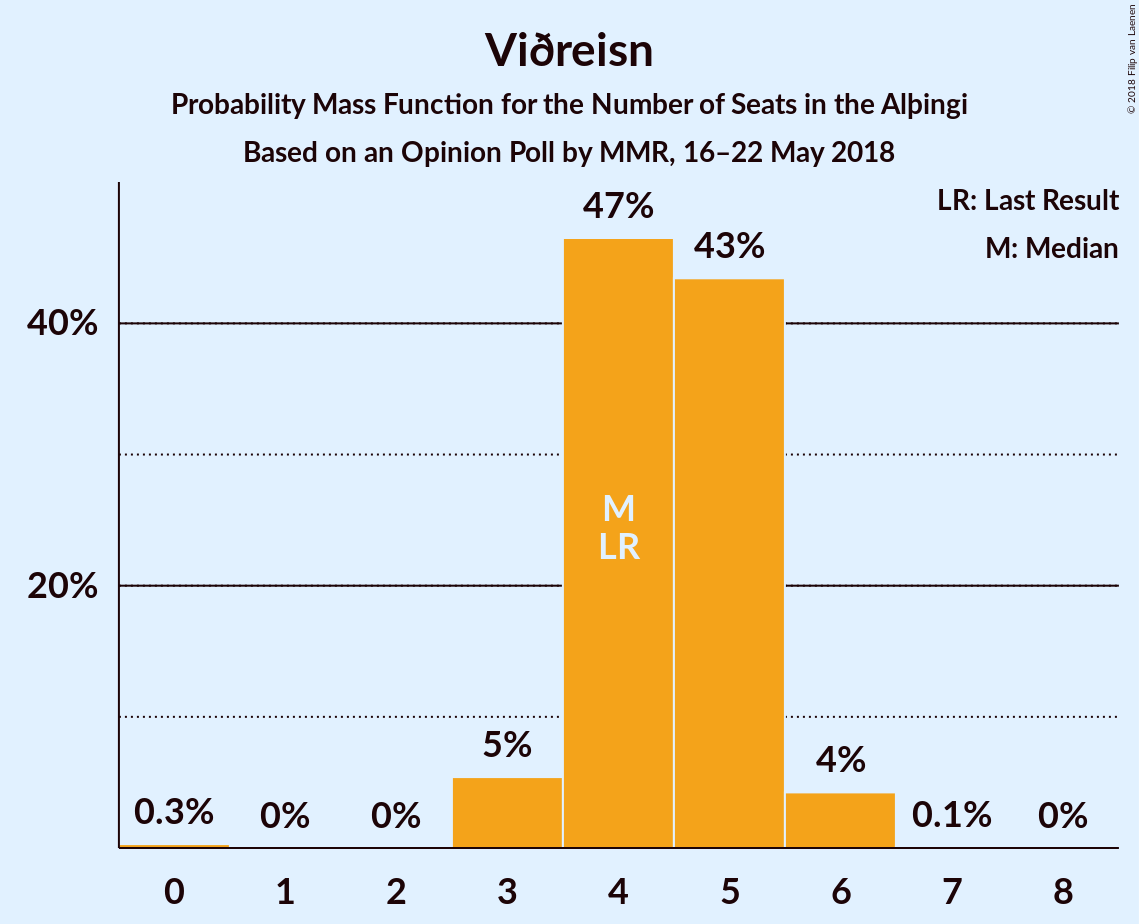 Viðreisn
Probability Mass Function for the Number of Seats in the Alþingi
Based on an Opinion Poll by MMR, 16–22 May 2018
© 2018 Filip van Laenen
LR: Last Result
M: Median
47%
43%
40%
M
LR
20%
5%
4%
0.3%
0%
0%
0.1%
0%
0
1
2
3
4
5
6
7
8